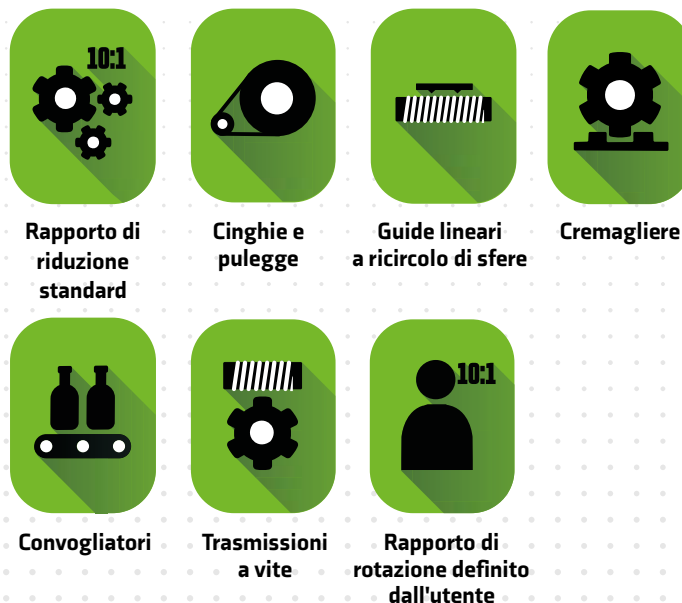 10:1
Rapporto di
riduzione
standard
Cinghie e
pulegge
Guide lineari
a ricircolo di sfere
Cremagliere
Convogliatori
Trasmissioni
a vite
10:1
Rapporto di
rotazione definito
dall'utente